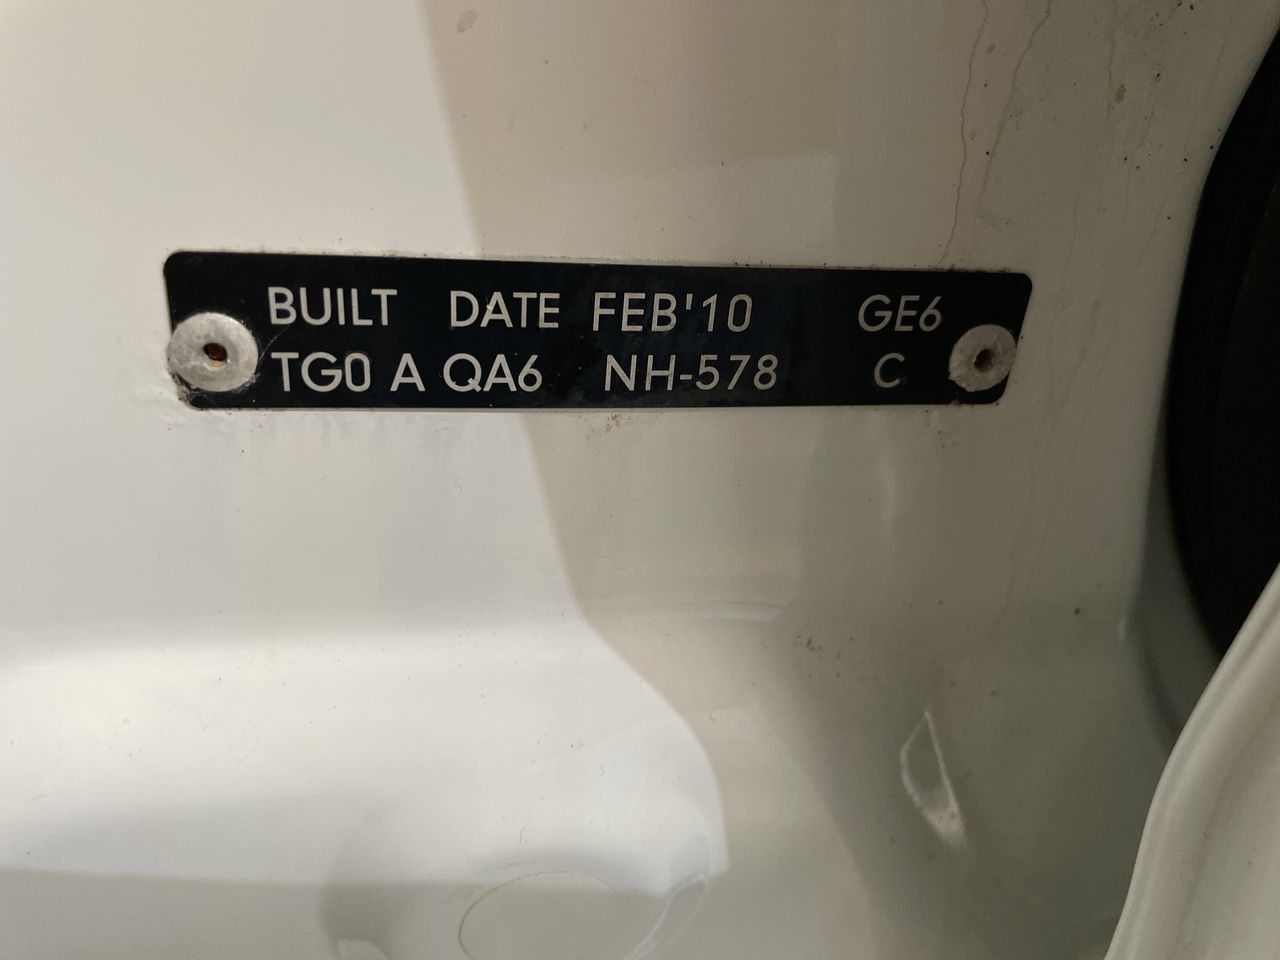 BUILT DATE FEB'10 GE6
TG0 A QA6 NH-578 C